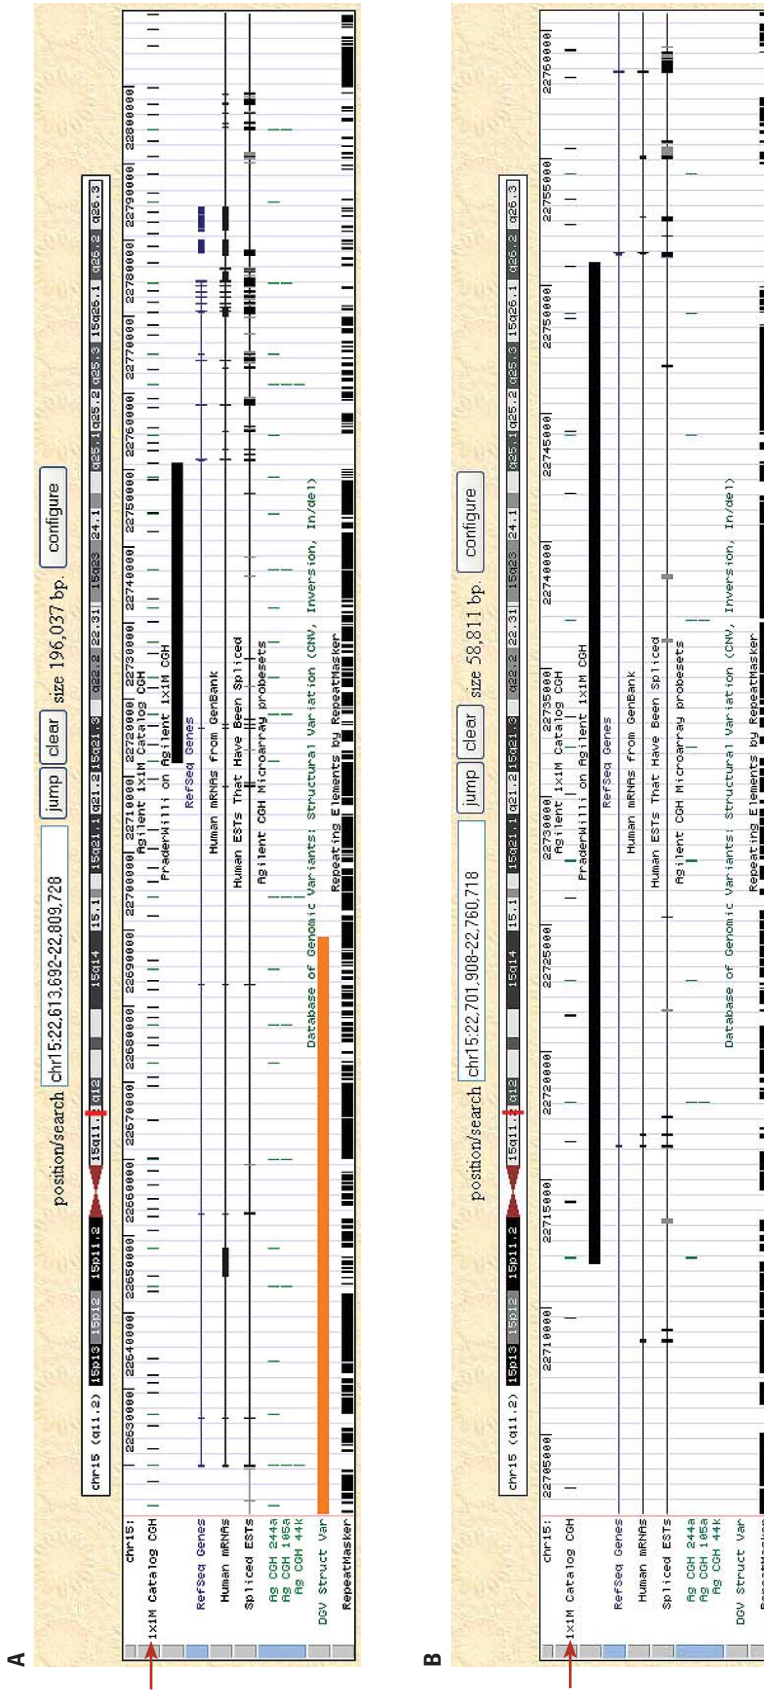 A
position/search chr15:22,613,692-22,809,728 jump clear size 196,037 bp. configure
chr15 (q11.2) 15p13 15p12 15p11.2 15q11.2 q12 15q14 15.1 15q21.1 q21.2 15q21.3 q22.2 22.31 15q23 24.1 q25.1 q25.2 q25.3 15q26.1 q26.2 q26.3
chr15: 22630000 22640000 22650000 22660000 22670000 22680000 22690000 22700000 22710000 22720000 22730000 22740000 22750000 22760000 22770000 22780000 22790000 22800000
Agilent 1x1M Catalog CGH
1x1M Catalog CGH
PraderWilli on Agilent 1x1M CGH
RefSeq Genes
RefSeq Genes
Human mRNAs from GenBank
Human mRNAs
Human ESTs That Have Been Spliced
Spliced ESTs
Agilent CGH Microarray probesets
Ag CGH 244a
Ag CGH 105a
Ag CGH 44k
Database of Genomic Variants: Structural Variation (CNV, Inversion, In/del)
DGV Struct Var
Repeating Elements by RepeatMasker
RepeatMasker
B
position/search chr15:22,701,908-22,760,718 jump clear size 58,811 bp. configure
chr15 (q11.2) 15p13 15p12 15p11.2 15q11.2 q12 15q14 15.1 15q21.1 q21.2 15q21.3 q22.2 22.31 15q23 24.1 q25.1 q25.2 q25.3 15q26.1 q26.2 q26.3
chr15: 22705000 22710000 22715000 22720000 22725000 22730000 22735000 22740000 22745000 22750000 22755000 22760000
Agilent 1x1M Catalog CGH
1x1M Catalog CGH
PraderWilli on Agilent 1x1M CGH
RefSeq Genes
RefSeq Genes
Human mRNAs from GenBank
Human mRNAs
Human ESTs That Have Been Spliced
Spliced ESTs
Agilent CGH Microarray probesets
Ag CGH 244a
Ag CGH 105a
Ag CGH 44k
Database of Genomic Variants: Structural Variation (CNV, Inversion, In/del)
DGV Struct Var
Repeating Elements by RepeatMasker
RepeatMasker